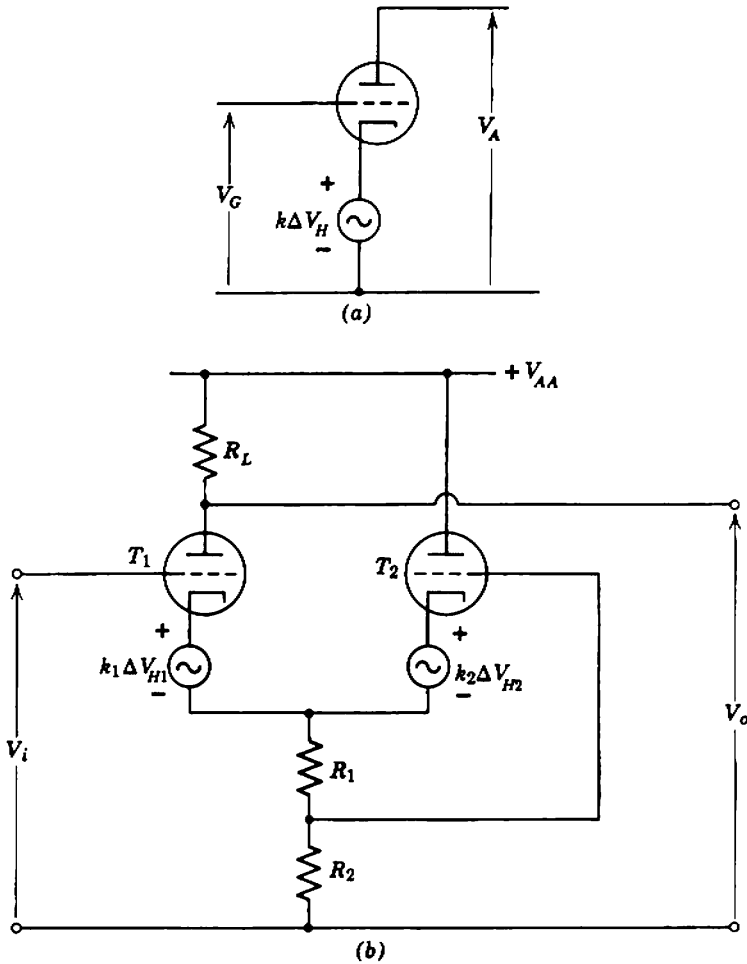 V_A
V_G
+
kΔV_H
−
(a)
+ V_AA
R_L
T_1
T_2
+
+
k_1ΔV_H1
k_2ΔV_H2
−
−
V_i
V_o
R_1
R_2
(b)